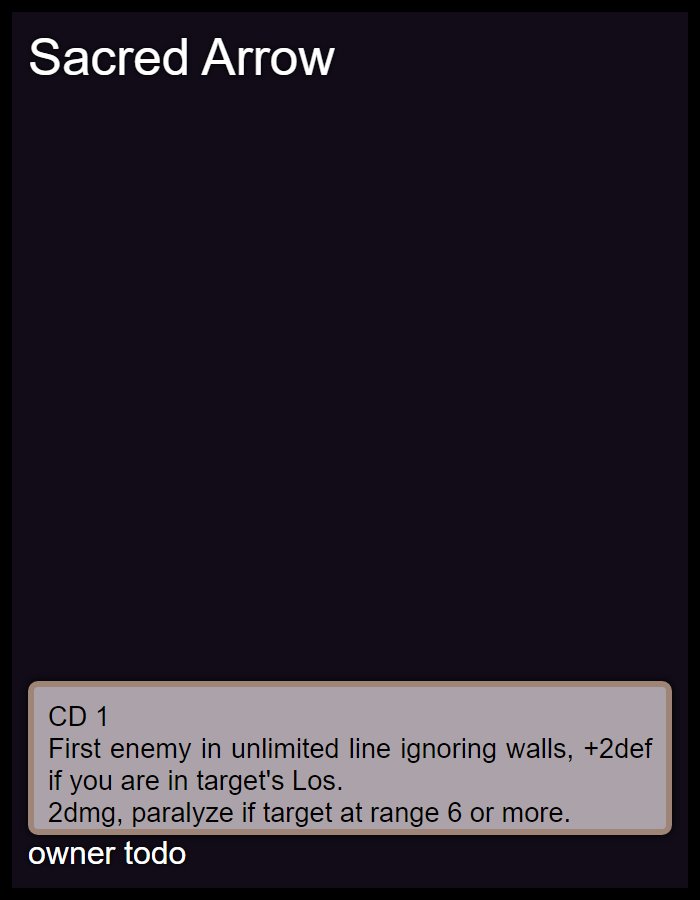 Sacred Arrow
CD 1
First enemy in unlimited line ignoring walls, +2def
if you are in target's Los.
2dmg, paralyze if target at range 6 or more.
owner todo